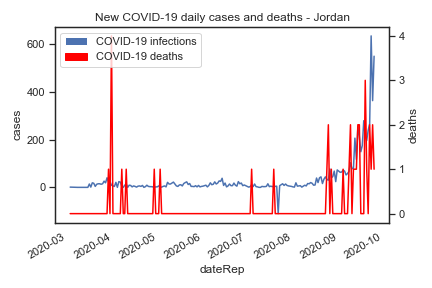 New COVID-19 daily cases and deaths - Jordan
COVID-19 infections
COVID-19 deaths
600
400
200
0
cases
4
3
2
1
0
deaths
2020-03
2020-04
2020-05
2020-06
2020-07
2020-08
2020-09
2020-10
dateRep